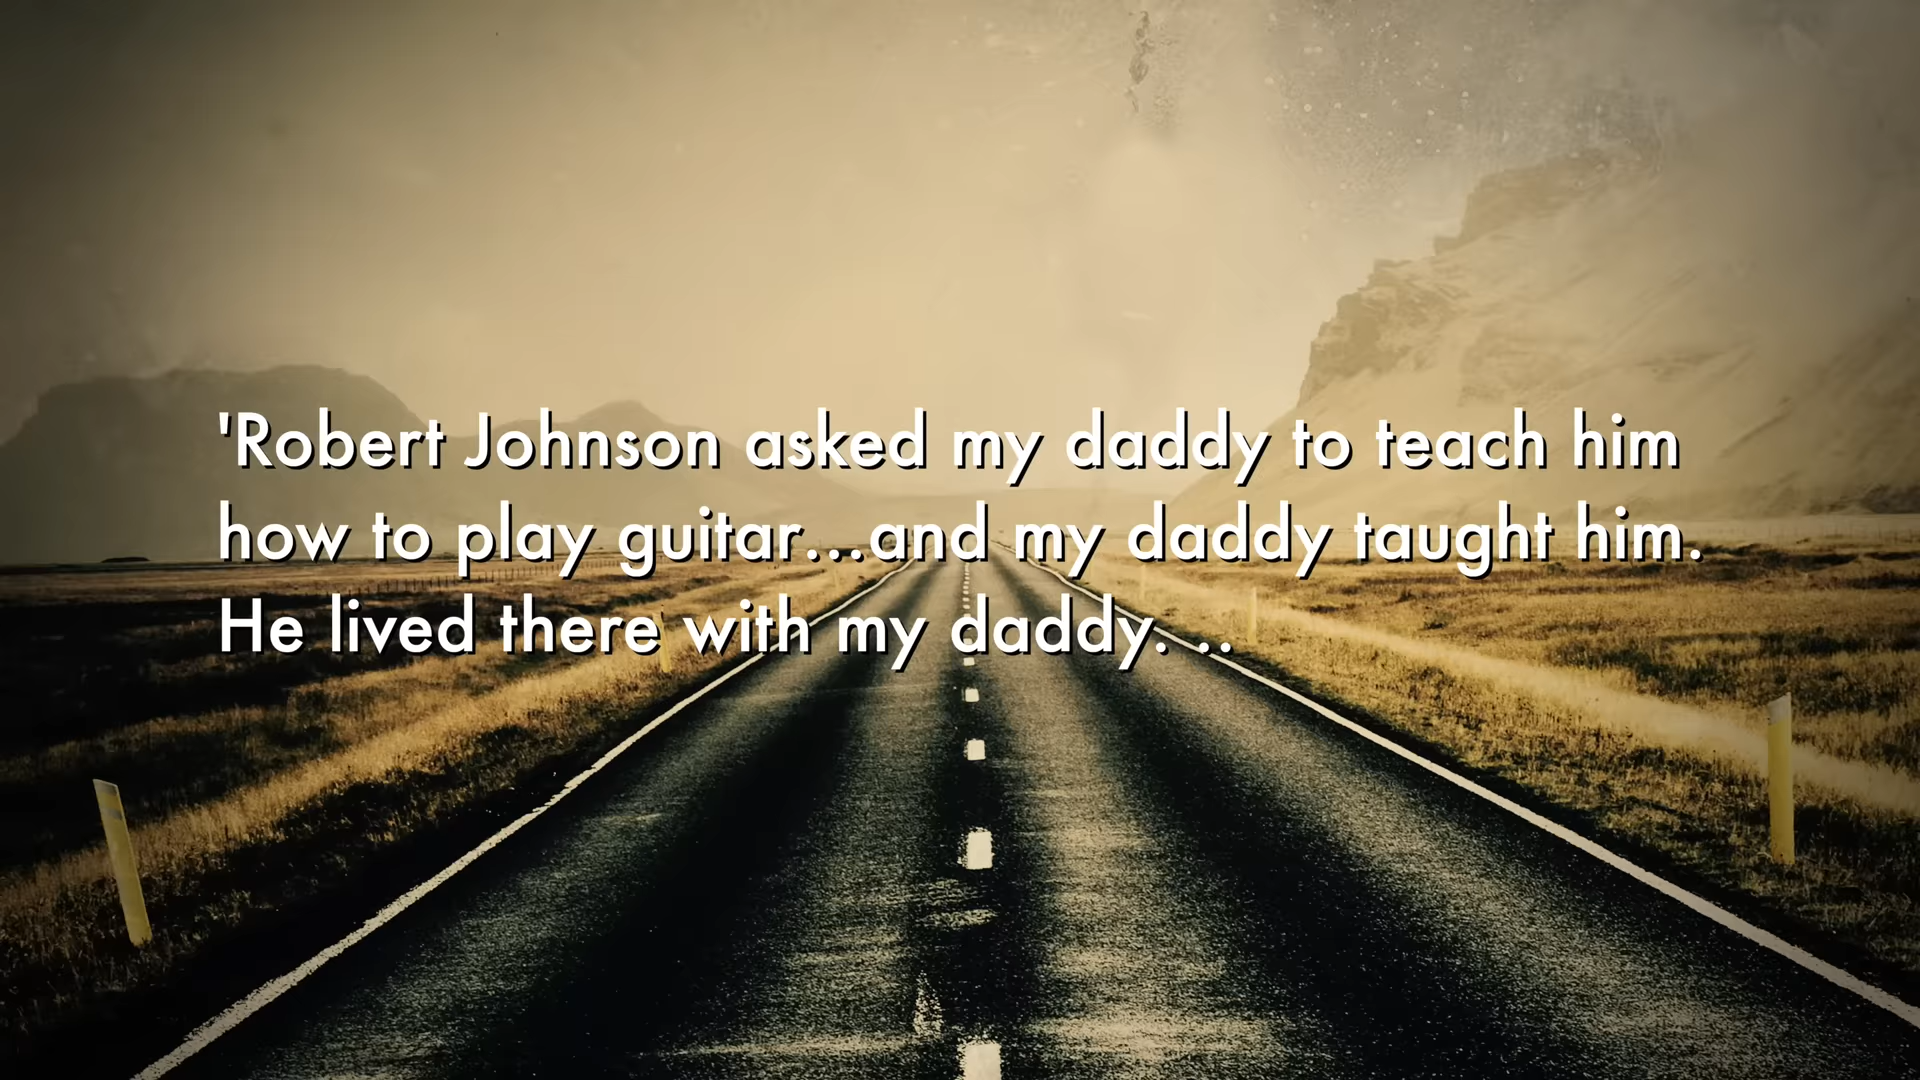 'Robert Johnson asked my daddy to teach him
how to play guitar...and my daddy taught him.
He lived there with my daddy. ..